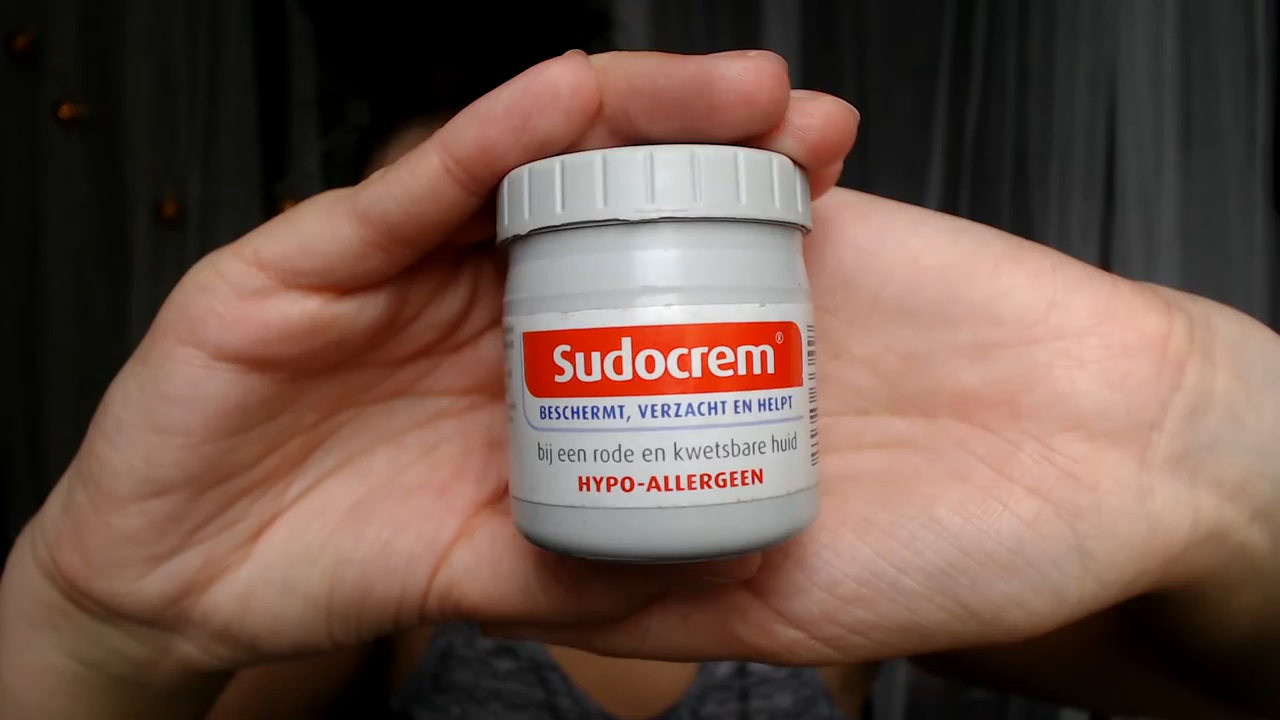 Sudocrem®
BESCHERMT, VERZACHT EN HELPT
bij een rode en kwetsbare huid
HYPO-ALLERGEEN